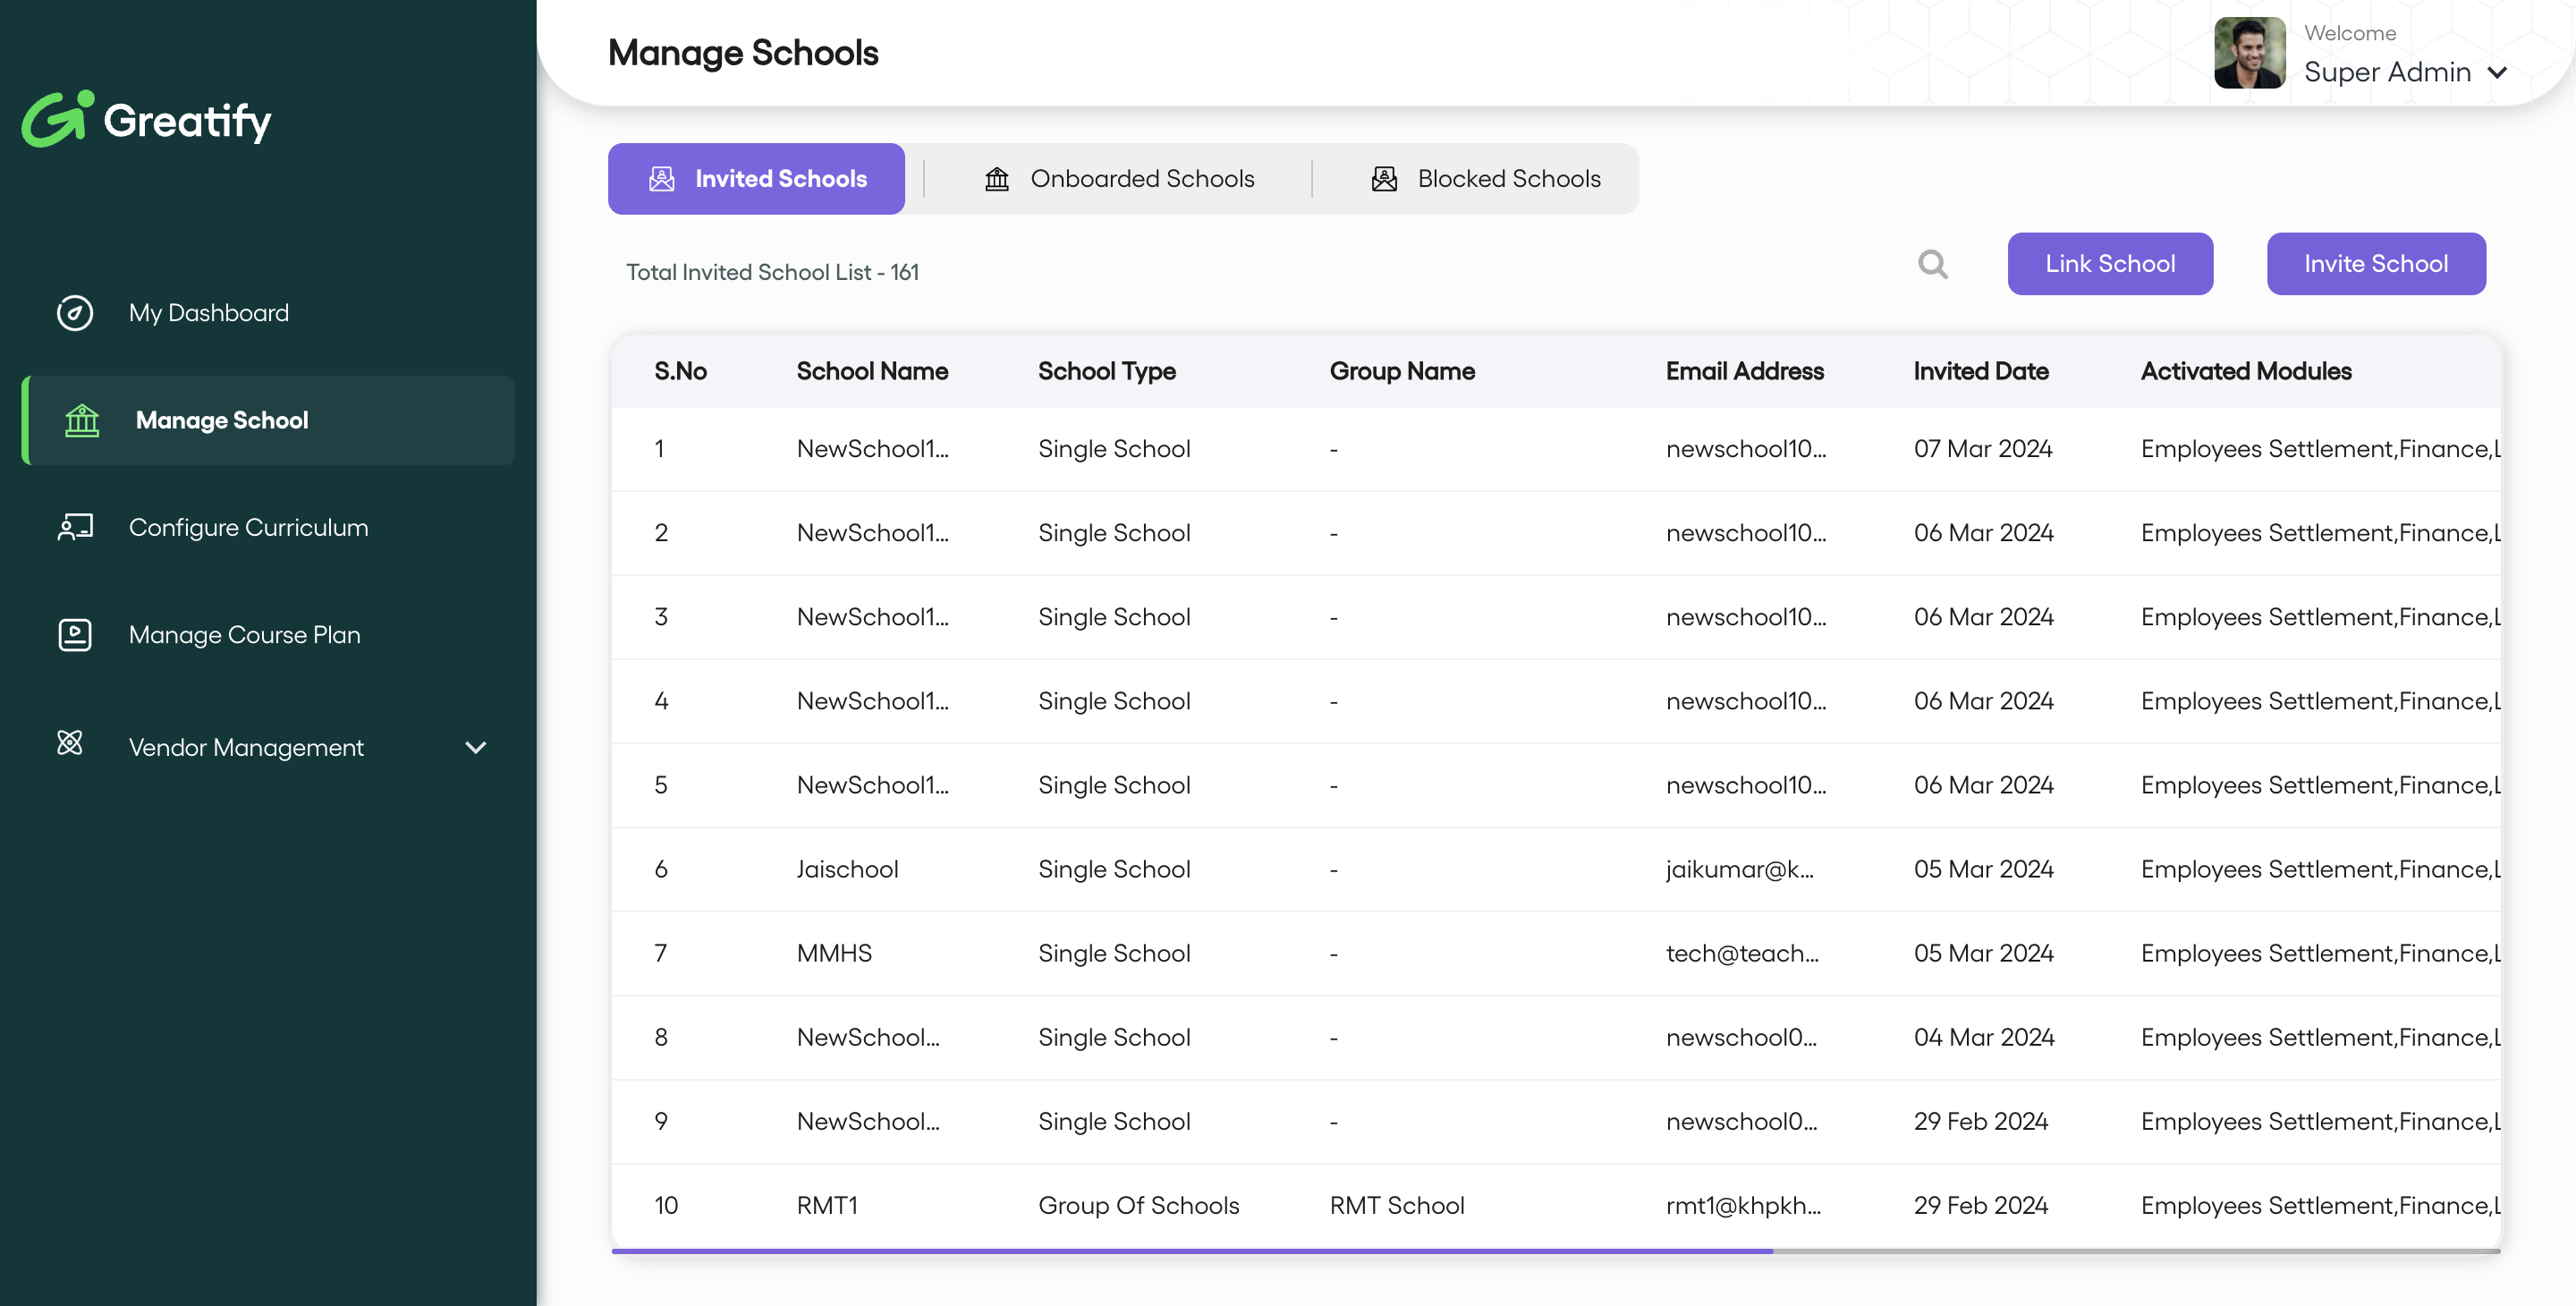 Greatify
My Dashboard
Manage School
Configure Curriculum
Manage Course Plan
Vendor Management
Manage Schools
Welcome
Super Admin
Invited Schools
Onboarded Schools
Blocked Schools
Total Invited School List - 161
Link School
Invite School
S.No School Name School Type Group Name Email Address Invited Date Activated Modules
1 NewSchool1... Single School - newschool10... 07 Mar 2024 Employees Settlement,Finance,L
2 NewSchool1... Single School - newschool10... 06 Mar 2024 Employees Settlement,Finance,L
3 NewSchool1... Single School - newschool10... 06 Mar 2024 Employees Settlement,Finance,L
4 NewSchool1... Single School - newschool10... 06 Mar 2024 Employees Settlement,Finance,L
5 NewSchool1... Single School - newschool10... 06 Mar 2024 Employees Settlement,Finance,L
6 Jaischool Single School - jaikumar@k... 05 Mar 2024 Employees Settlement,Finance,L
7 MMHS Single School - tech@teach... 05 Mar 2024 Employees Settlement,Finance,L
8 NewSchool... Single School - newschool0... 04 Mar 2024 Employees Settlement,Finance,L
9 NewSchool... Single School - newschool0... 29 Feb 2024 Employees Settlement,Finance,L
10 RMT1 Group Of Schools RMT School rmt1@khpkh... 29 Feb 2024 Employees Settlement,Finance,L